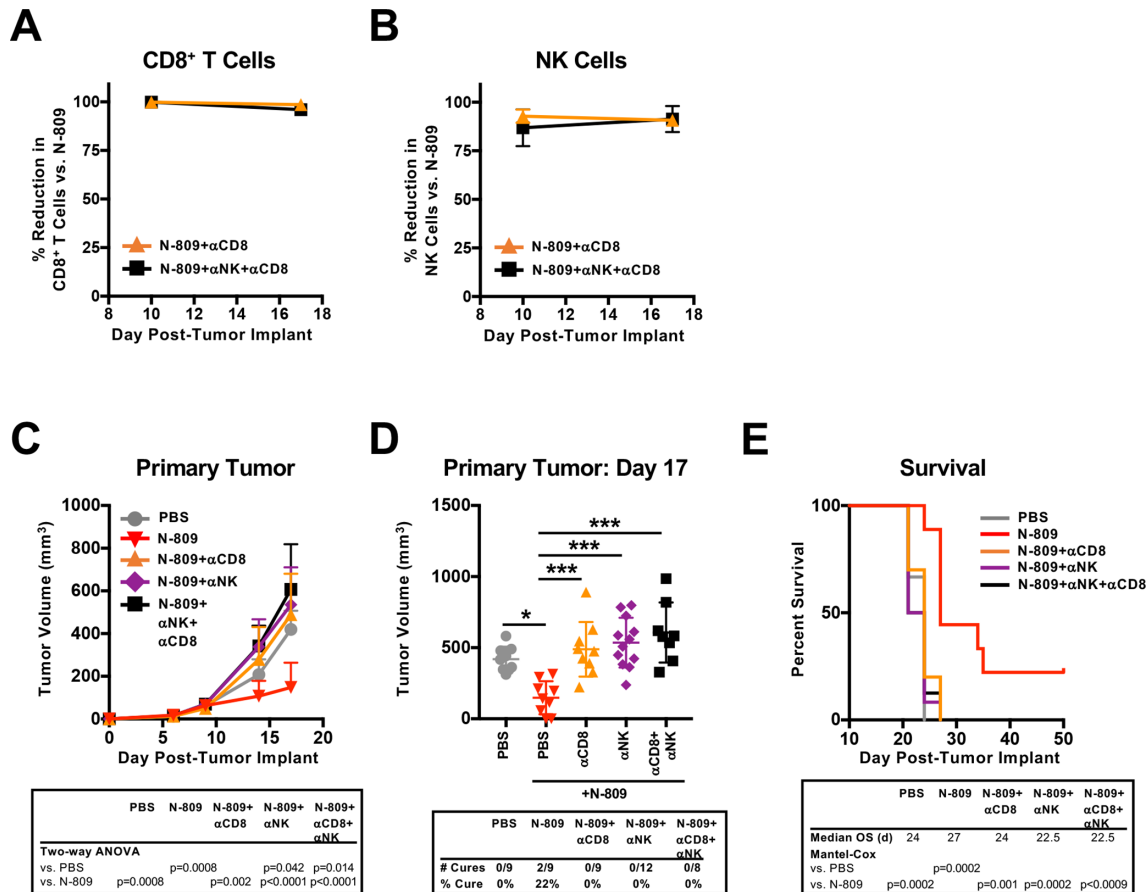 A
CD8⁺ T Cells
% Reduction in
CD8⁺ T Cells vs. N-809
100
75
50
25
0
N-809+αCD8
N-809+αNK+αCD8
8 10 12 14 16 18
Day Post-Tumor Implant
B
NK Cells
% Reduction in
NK Cells vs. N-809
100
75
50
25
0
N-809+αCD8
N-809+αNK+αCD8
8 10 12 14 16 18
Day Post-Tumor Implant
C
Primary Tumor
Tumor Volume (mm³)
1000
800
600
400
200
0
PBS
N-809
N-809+αCD8
N-809+αNK
N-809+
αNK+
αCD8
0 5 10 15 20
Day Post-Tumor Implant
PBS N-809 N-809+ N-809+ N-809+
αCD8 αNK αCD8+
αNK
Two-way ANOVA
vs. PBS p=0.0008 p=0.042 p=0.014
vs. N-809 p=0.0008 p=0.002 p<0.0001 p<0.0001
D
Primary Tumor: Day 17
Tumor Volume (mm³)
1500
1000
500
0
***
***
***
*
PBS
PBS
αCD8
αNK
αCD8+
αNK
+N-809
PBS N-809 N-809+ N-809+ N-809+
αCD8 αNK αCD8+
αNK
# Cures 0/9 2/9 0/9 0/12 0/8
% Cure 0% 22% 0% 0% 0%
E
Survival
Percent Survival
100
50
0
PBS
N-809
N-809+αCD8
N-809+αNK
N-809+αNK+αCD8
10 20 30 40 50
Day Post-Tumor Implant
PBS N-809 N-809+ N-809+ N-809+
αCD8 αNK αCD8+
αNK
Median OS (d) 24 27 24 22.5 22.5
Mantel-Cox
vs. PBS p=0.0002
vs. N-809 p=0.0002 p=0.001 p=0.0002 p<0.0009